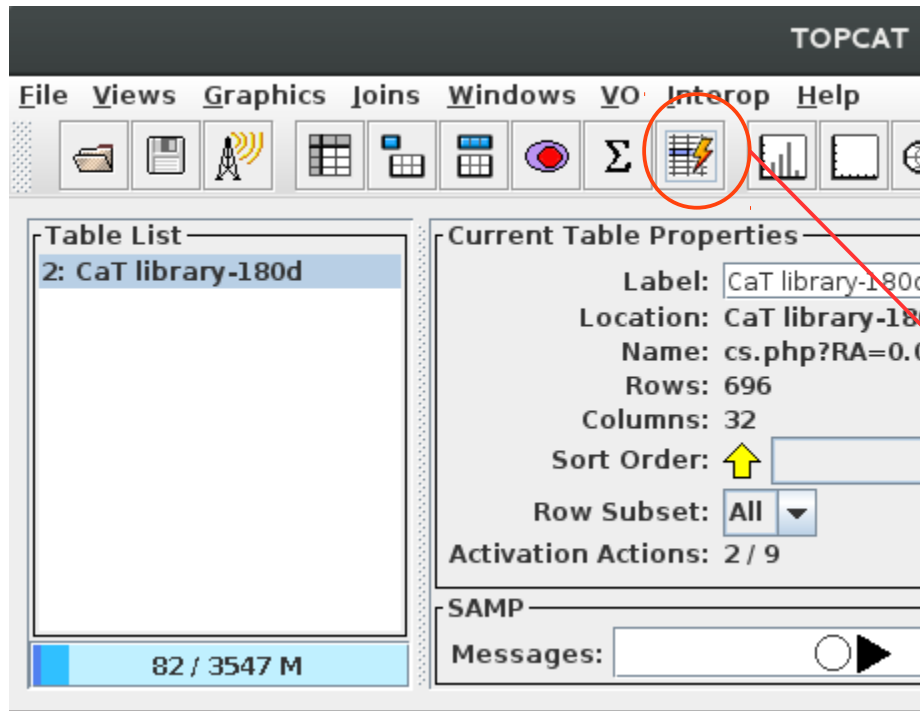 TOPCAT
File Views Graphics Joins Windows VO Interop Help
Σ
Table List
2: CaT library-180d
82 / 3547 M
Current Table Properties
Label: CaT library-180d
Location: CaT library-18
Name: cs.php?RA=0.0
Rows: 696
Columns: 32
Sort Order:
Row Subset: All
Activation Actions: 2 / 9
SAMP
Messages: